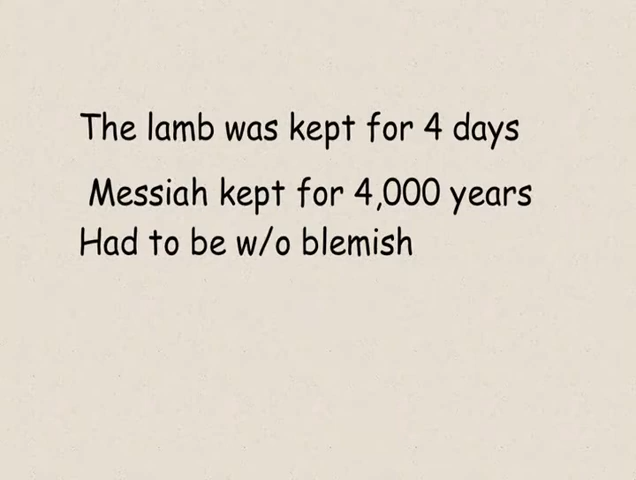 The lamb was kept for 4 days
Messiah kept for 4,000 years
Had to be w/o blemish